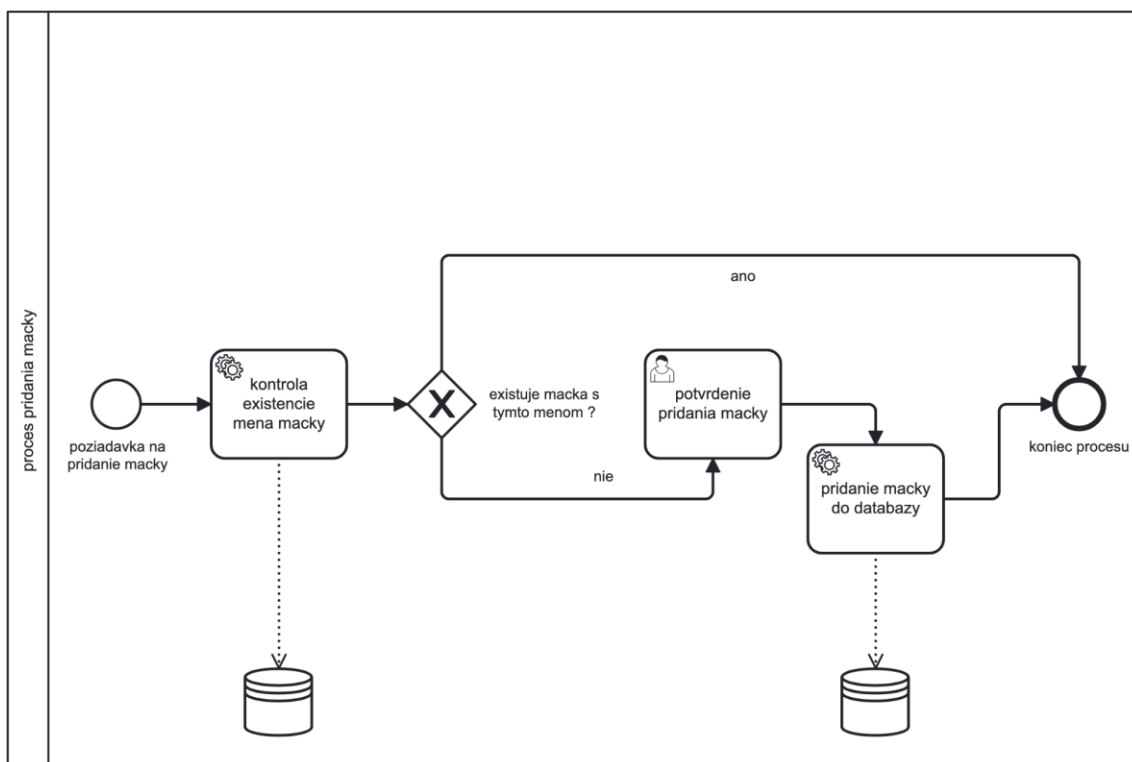 proces pridania macky
poziadavka na
pridanie macky
kontrola
existencie
mena macky
existuje macka s
tymto menom ?
ano
nie
potvrdenie
pridania macky
pridanie macky
do databazy
koniec procesu